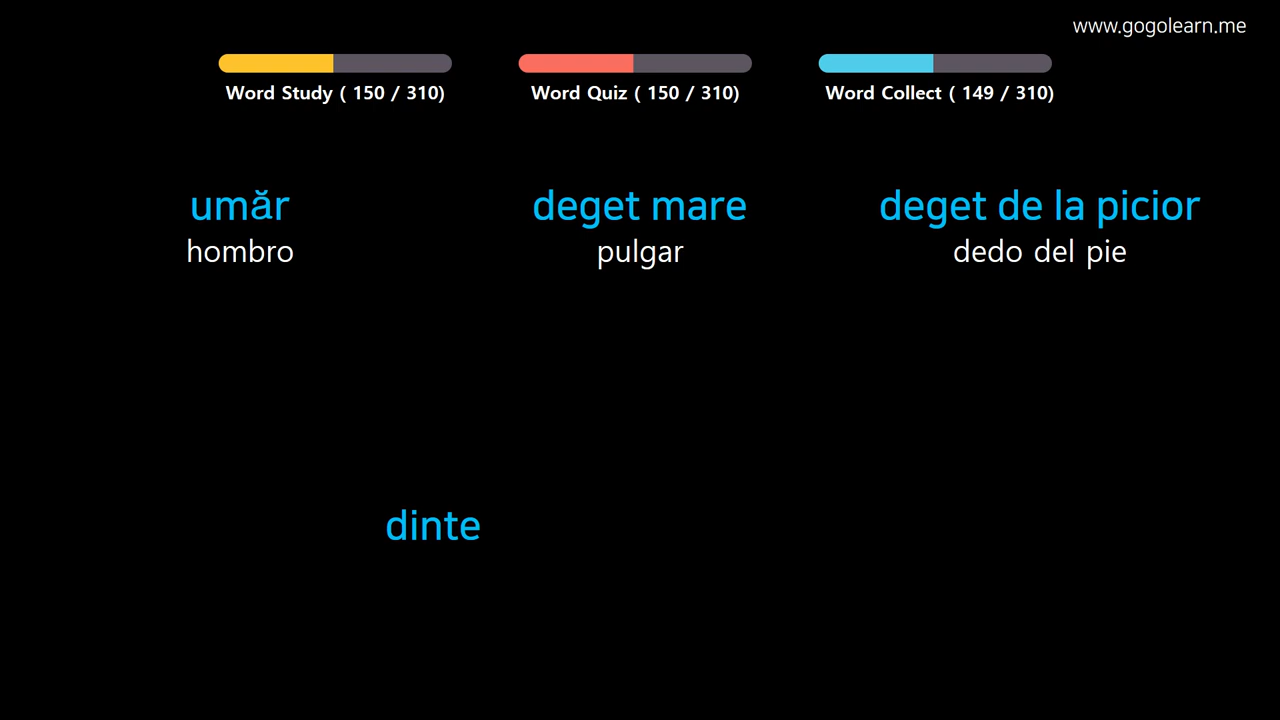 www.gogolearn.me
Word Study ( 150 / 310)
Word Quiz ( 150 / 310)
Word Collect ( 149 / 310)
umăr
hombro
deget mare
pulgar
deget de la picior
dedo del pie
dinte